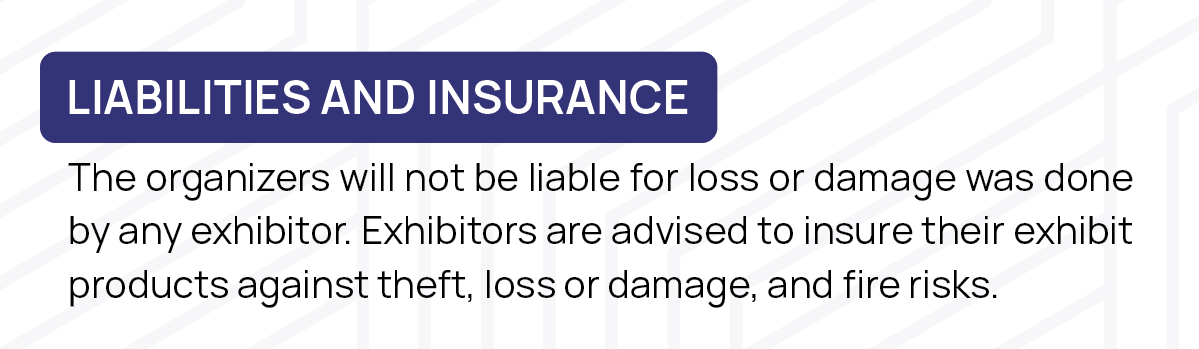 LIABILITIES AND INSURANCE
The organizers will not be liable for loss or damage was done
by any exhibitor. Exhibitors are advised to insure their exhibit
products against theft, loss or damage, and fire risks.